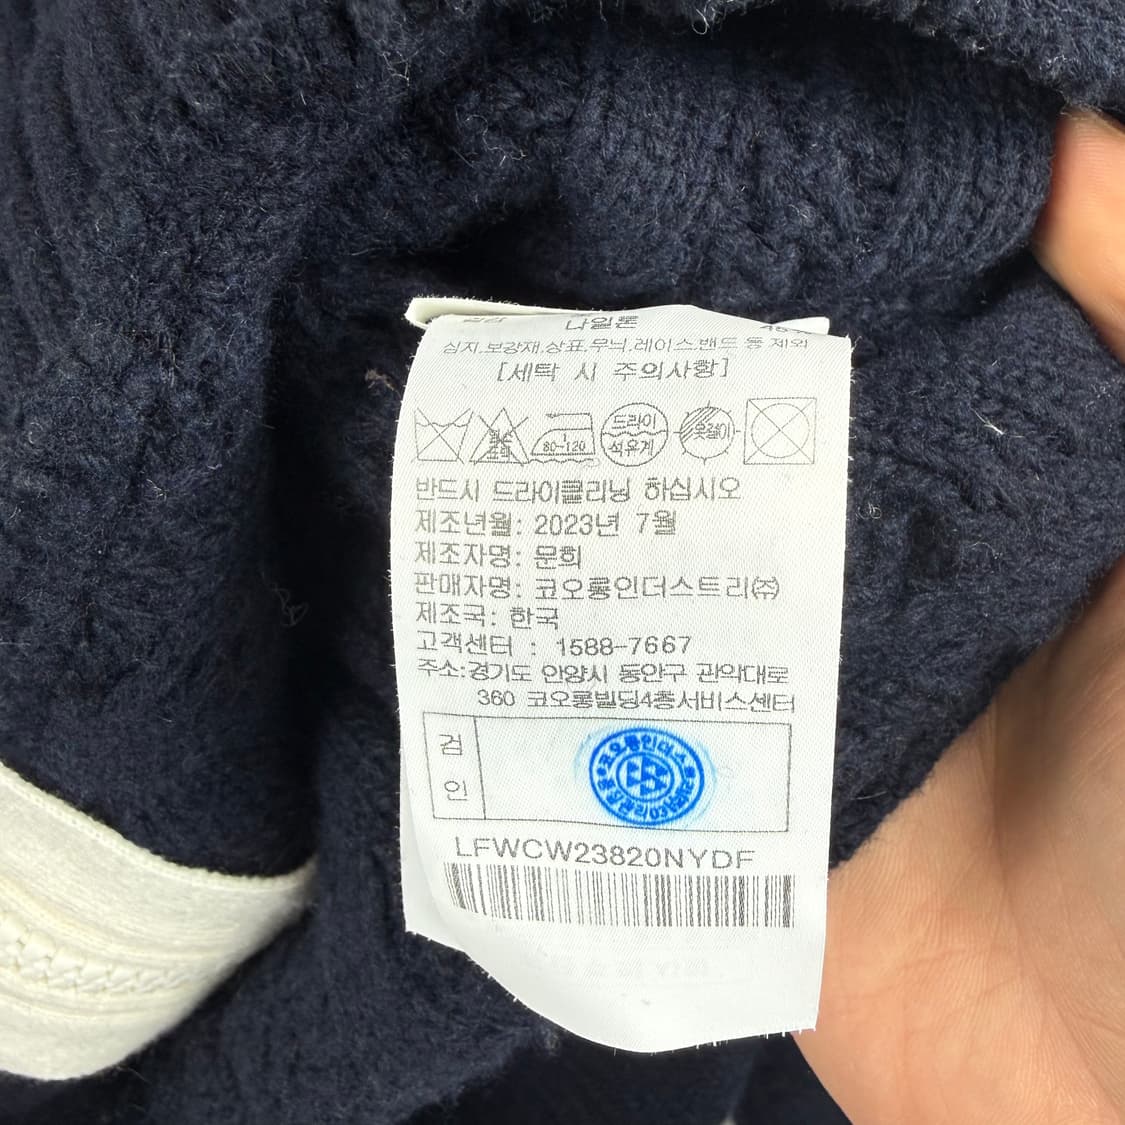 나일론
심지.보강재.상표.무늬.레이스.밴드 등 제외
[세탁 시 주의사항]
80-120
드라이
석유계
옷걸이
반드시 드라이클리닝 하십시오
제조년월: 2023년 7월
제조자명: 문희
판매자명: 코오롱인더스트리㈜
제조국: 한국
고객센터 : 1588-7667
주소:경기도 안양시 동안구 관악대로
360 코오롱빌딩4층서비스센터
검
인
LFWCW23820NYDF